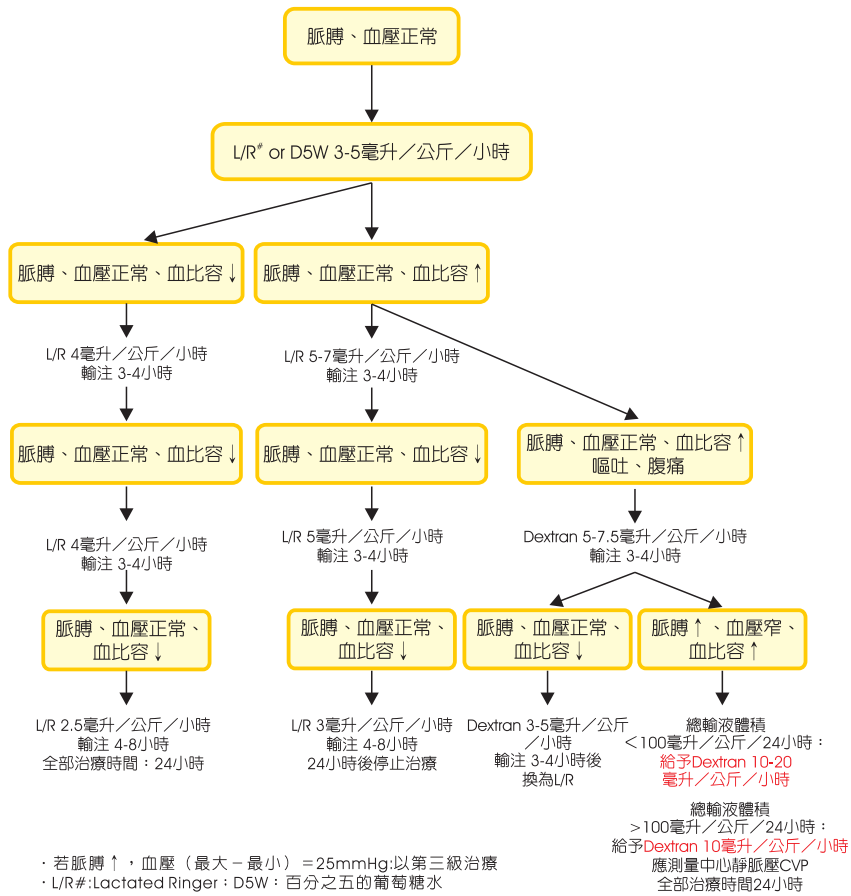 脈膊、血壓正常
L/R# or D5W 3-5毫升／公斤／小時
脈膊、血壓正常、血比容↓
脈膊、血壓正常、血比容↑
L/R 4毫升／公斤／小時
輸注 3-4小時
L/R 5-7毫升／公斤／小時
輸注 3-4小時
脈膊、血壓正常、血比容↓
脈膊、血壓正常、血比容↓
脈膊、血壓正常、血比容↑
嘔吐、腹痛
L/R 4毫升／公斤／小時
輸注 3-4小時
L/R 5毫升／公斤／小時
輸注 3-4小時
Dextran 5-7.5毫升／公斤／小時
輸注 3-4小時
脈膊、血壓正常、
血比容↓
脈膊、血壓正常、
血比容↓
脈膊、血壓正常、
血比容↓
脈膊↑、血壓窄、
血比容↑
L/R 2.5毫升／公斤／小時
輸注 4-8小時
全部治療時間：24小時
L/R 3毫升／公斤／小時
輸注 4-8小時
24小時後停止治療
Dextran 3-5毫升／公斤
／小時
輸注 3-4小時後
換為L/R
總輸液體積
＜100毫升／公斤／24小時：
給予Dextran 10-20
毫升／公斤／小時
總輸液體積
>100毫升／公斤／24小時：
給予Dextran 10毫升／公斤／小時
應測量中心靜脈壓CVP
全部治療時間24小時
·若脈膊↑，血壓（最大－最小）＝25mmHg:以第三級治療
·L/R#:Lactated Ringer：D5W：百分之五的葡萄糖水